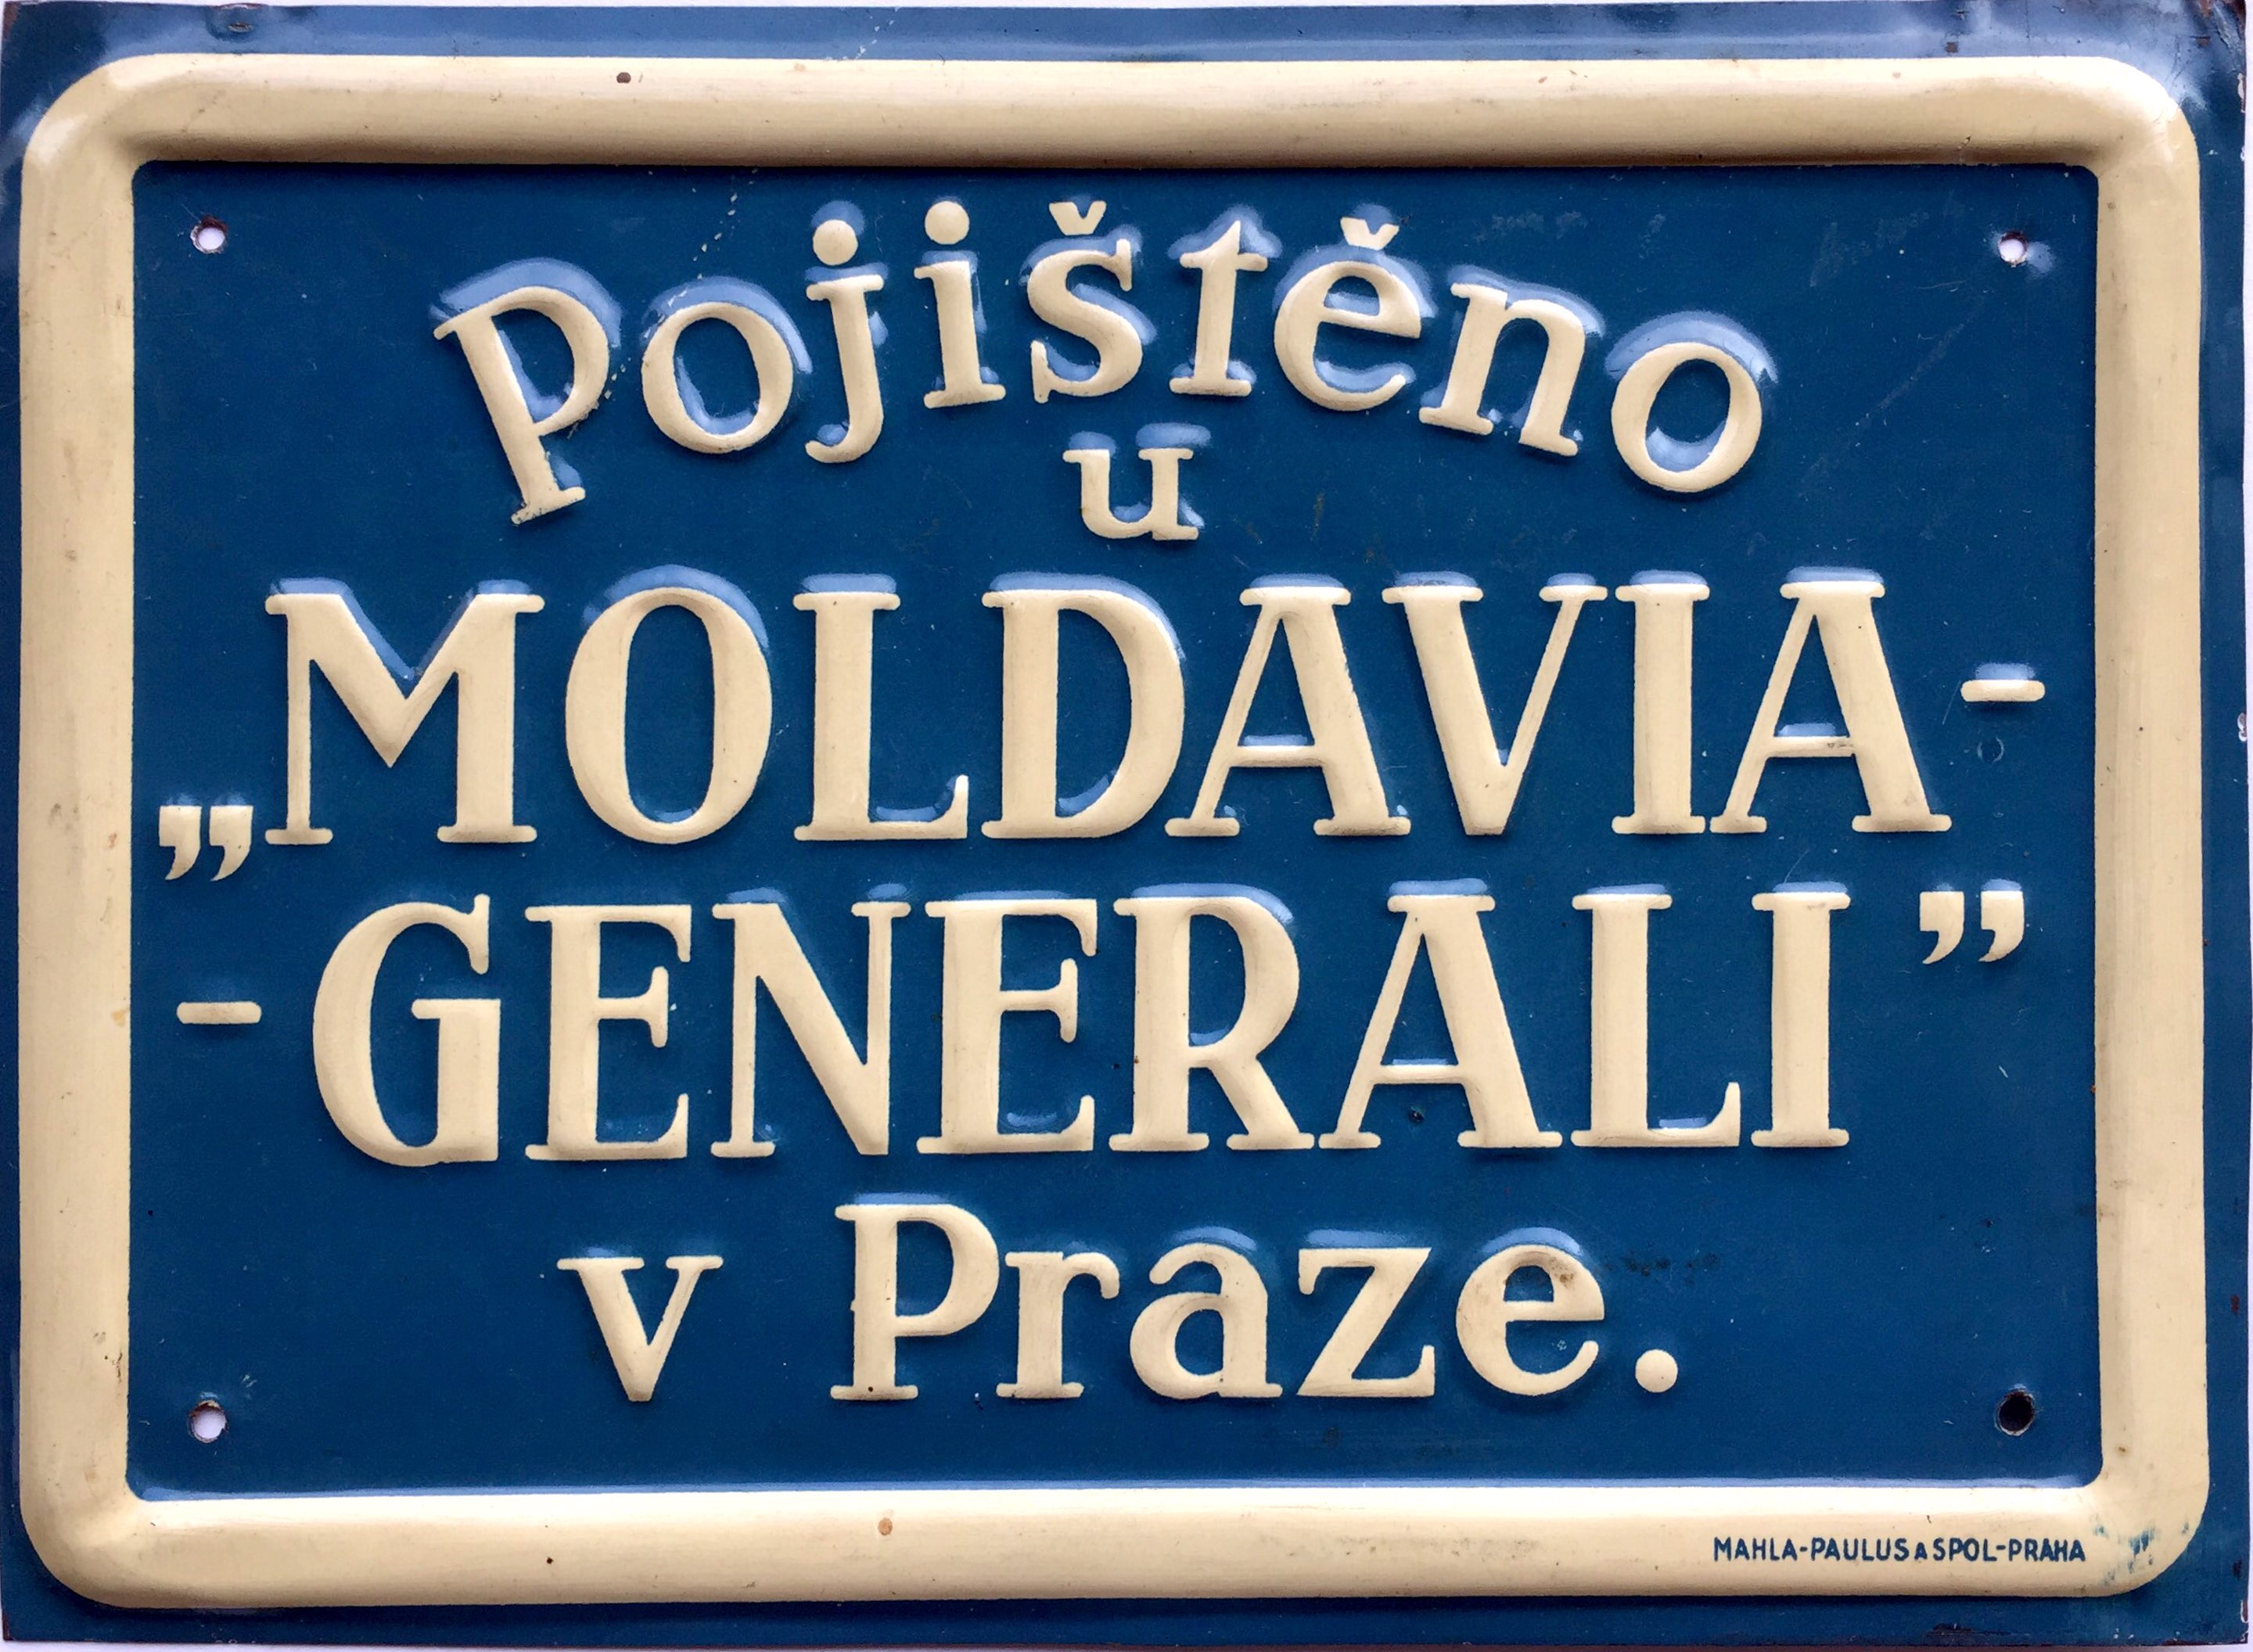 Pojištěno
u
„MOLDAVIA-
-GENERALI”
v Praze.
MAHLA-PAULUS A SPOL-PRAHA